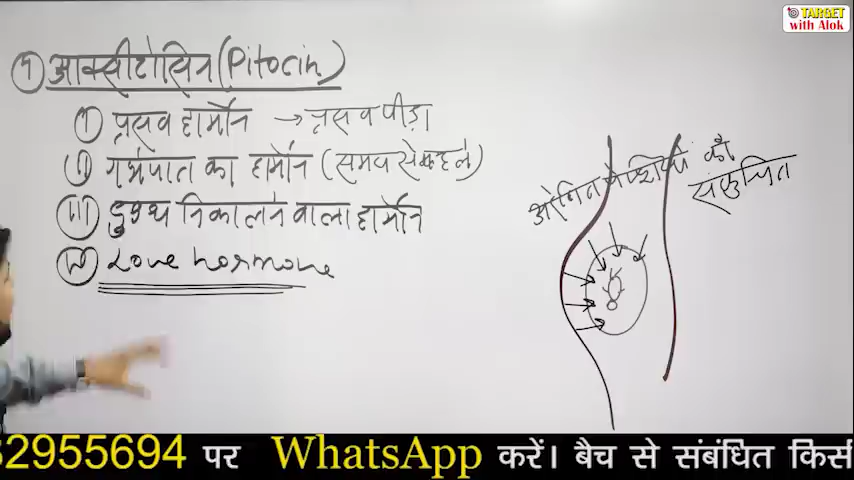 TARGET
with Alok
आक्सीटोसिन (Pitocin)
I प्रसव हार्मोन → प्रसव पीड़ा
II गर्भपात का हार्मोन (समय से पहले)
III दुग्ध निकालने वाला हार्मोन
IV Love hormone
अरेखित पेशियों को
संकुचित
2955694 पर WhatsApp करें। बैच से संबंधित किसी